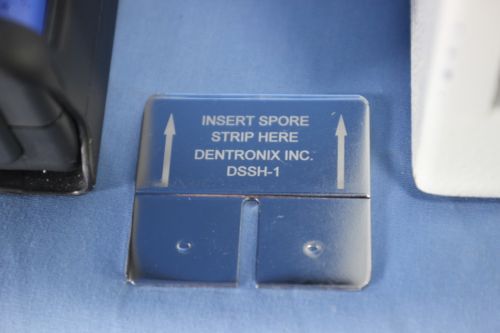 INSERT SPORE
STRIP HERE
DENTRONIX INC.
DSSH-1